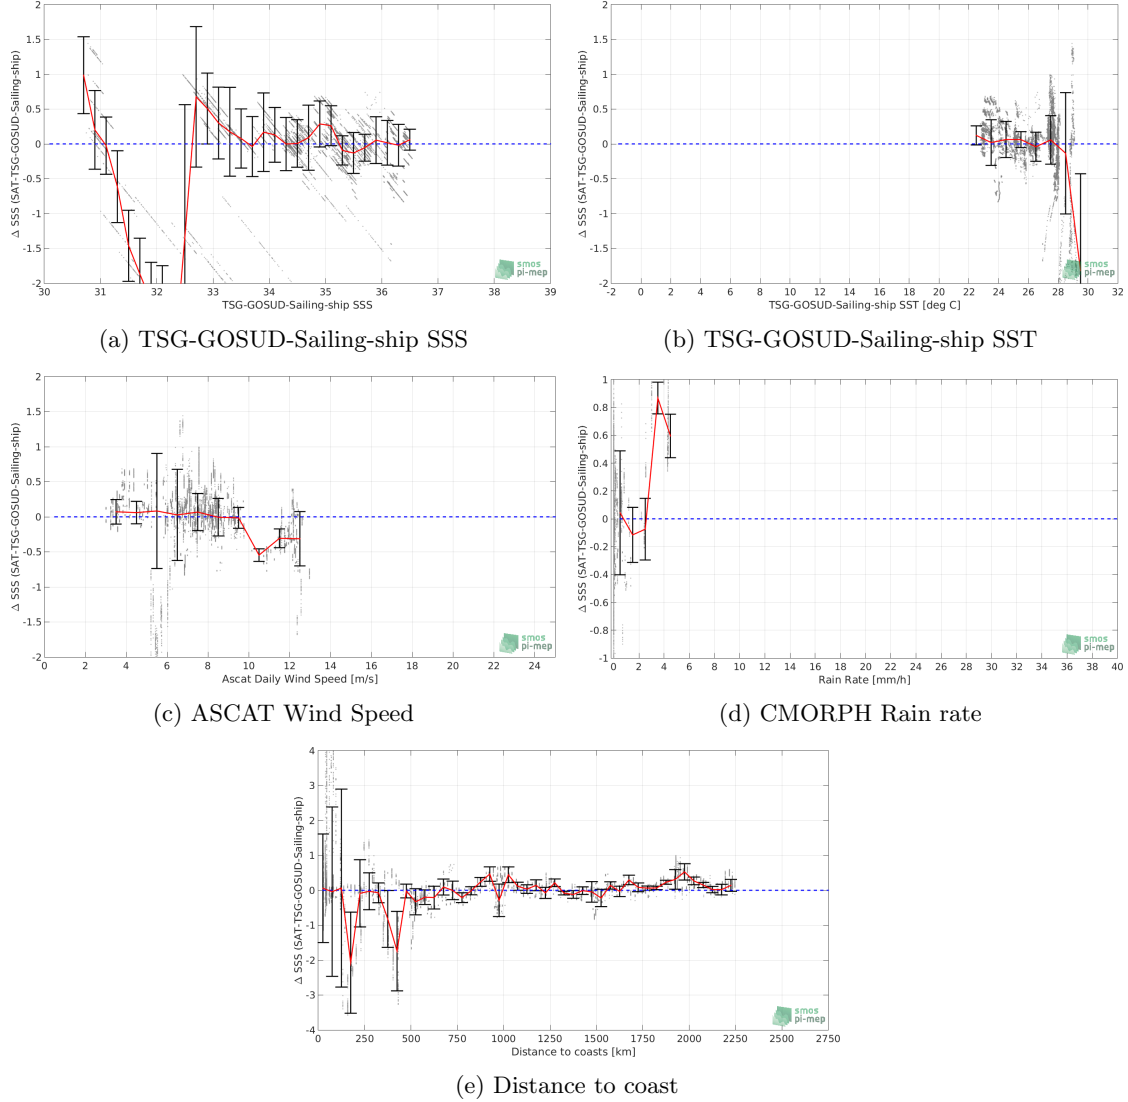 2
1.5
1
0.5
0
-0.5
-1
-1.5
-2
Δ SSS (SAT-TSG-GOSUD-Sailing-ship)
30 31 32 33 34 35 36 37 38 39
TSG-GOSUD-Sailing-ship SSS
smos
pi-mep
(a) TSG-GOSUD-Sailing-ship SSS
2
1.5
1
0.5
0
-0.5
-1
-1.5
-2
Δ SSS (SAT-TSG-GOSUD-Sailing-ship)
-2 0 2 4 6 8 10 12 14 16 18 20 22 24 26 28 30 32
TSG-GOSUD-Sailing-ship SST [deg C]
smos
pi-mep
(b) TSG-GOSUD-Sailing-ship SST
2
1.5
1
0.5
0
-0.5
-1
-1.5
-2
Δ SSS (SAT-TSG-GOSUD-Sailing-ship)
0 2 4 6 8 10 12 14 16 18 20 22 24
Ascat Daily Wind Speed [m/s]
smos
pi-mep
(c) ASCAT Wind Speed
1
0.8
0.6
0.4
0.2
0
-0.2
-0.4
-0.6
-0.8
-1
Δ SSS (SAT-TSG-GOSUD-Sailing-ship)
0 2 4 6 8 10 12 14 16 18 20 22 24 26 28 30 32 34 36 38 40
Rain Rate [mm/h]
smos
pi-mep
(d) CMORPH Rain rate
4
3
2
1
0
-1
-2
-3
-4
Δ SSS (SAT-TSG-GOSUD-Sailing-ship)
0 250 500 750 1000 1250 1500 1750 2000 2250 2500 2750
Distance to coasts [km]
smos
pi-mep
(e) Distance to coast